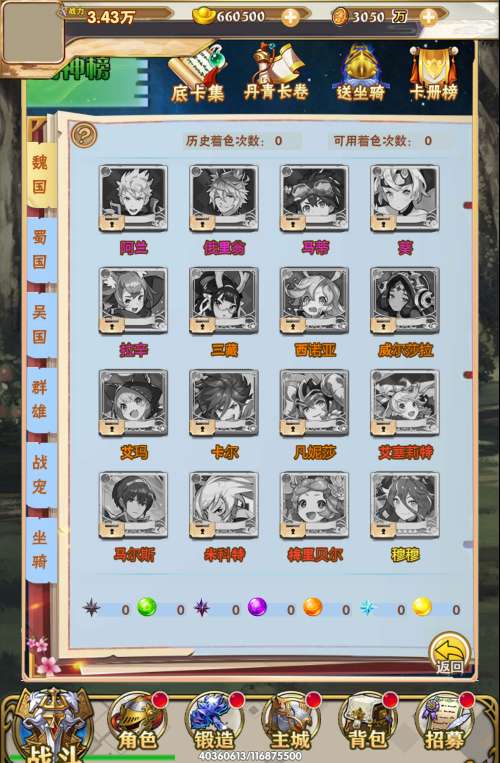 战力 3.43万
660500
3050 万
神榜
底卡集 丹青长卷 送坐骑 卡册榜
历史着色次数: 0 可用着色次数: 0
魏国
蜀国
吴国
群雄
战宠
坐骑
阿兰 伎里翁 马蒂 葵
拉辛 三藏 西诺亚 威尔莎拉
艾玛 卡尔 凡妮莎 艾塞莉特
马尔斯 米科特 梅里贝尔 穆穆
0 0 0 0 0 0 0
返回
战斗 角色 锻造 主城 背包 招募
40360613/116875500